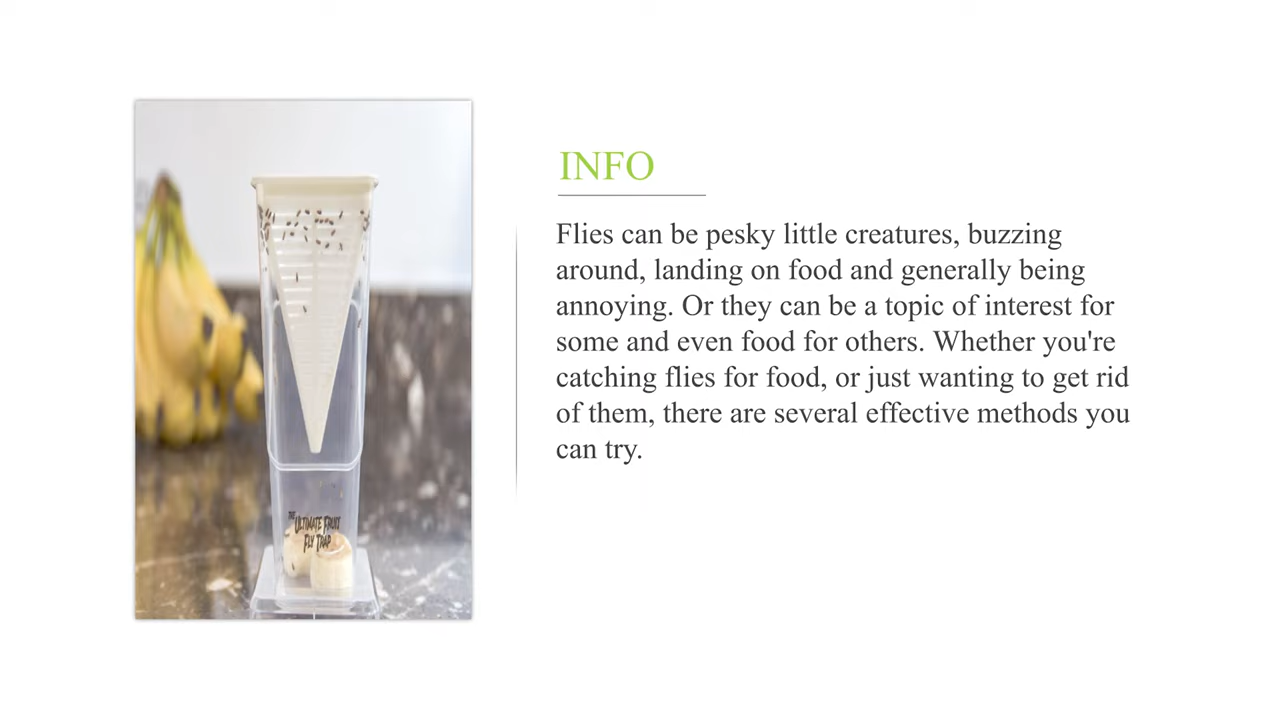 INFO
Flies can be pesky little creatures, buzzing
around, landing on food and generally being
annoying. Or they can be a topic of interest for
some and even food for others. Whether you're
catching flies for food, or just wanting to get rid
of them, there are several effective methods you
can try.
THE ULTIMATE FRUIT
FLY TRAP